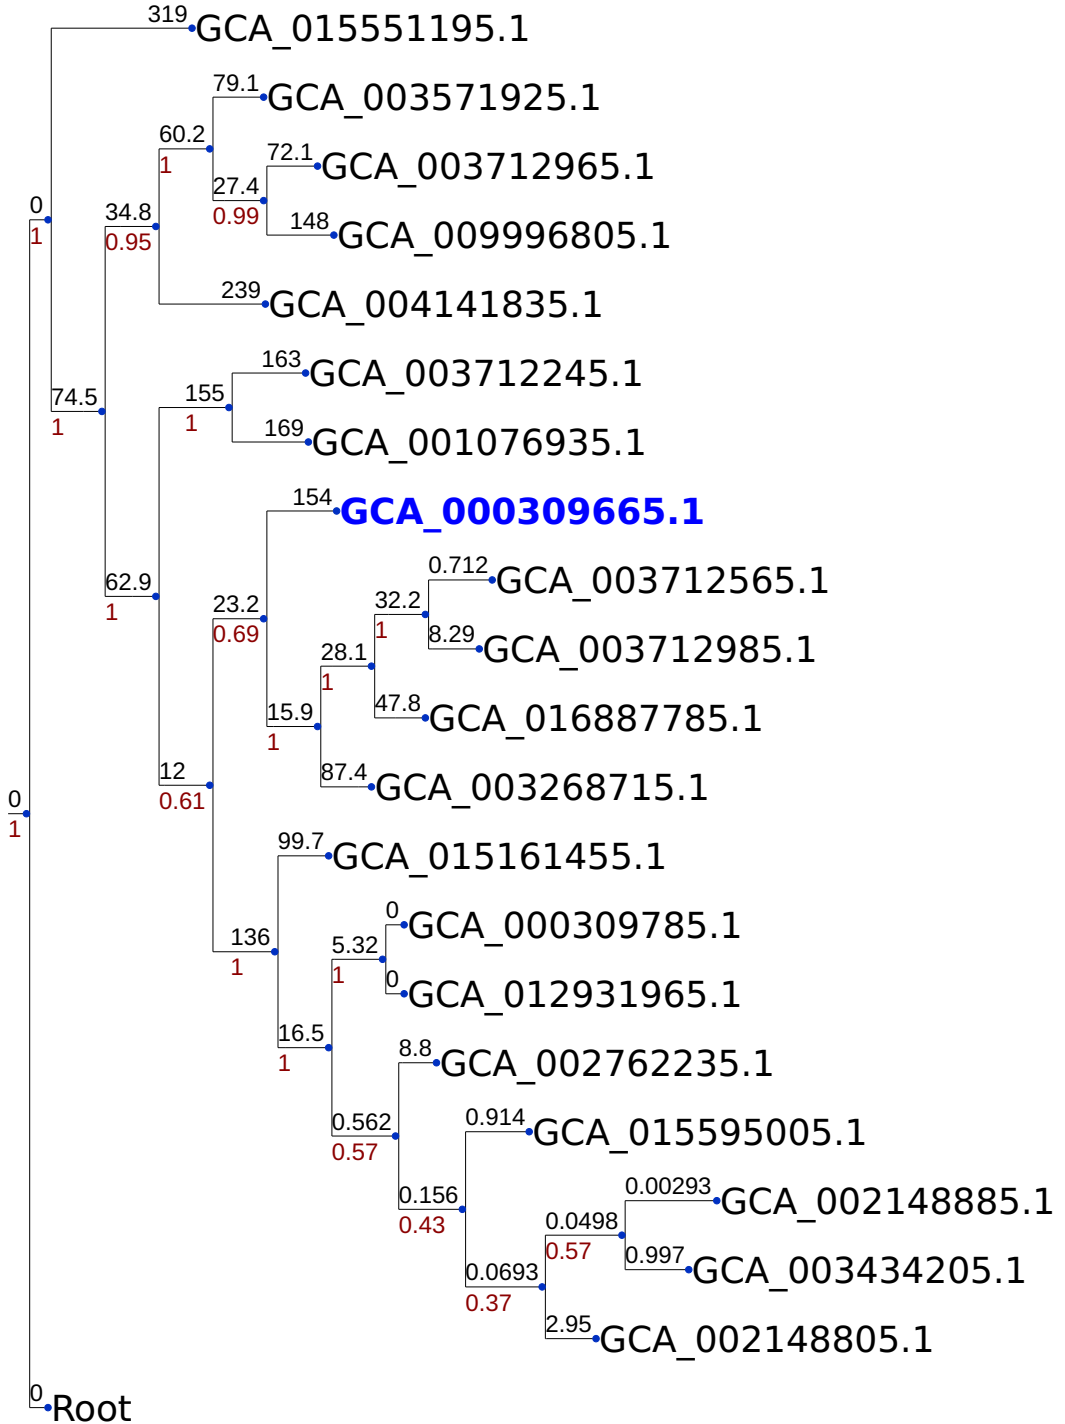 319
GCA_015551195.1
79.1
GCA_003571925.1
60.2
1
72.1
GCA_003712965.1
27.4
0.99
0
1
34.8
0.95
148
GCA_009996805.1
239
GCA_004141835.1
163
GCA_003712245.1
74.5
1
155
1
169
GCA_001076935.1
154
GCA_000309665.1
0.712
GCA_003712565.1
62.9
1
23.2
0.69
32.2
1
8.29
GCA_003712985.1
28.1
1
47.8
GCA_016887785.1
15.9
1
12
0.61
87.4
GCA_003268715.1
0
1
99.7
GCA_015161455.1
0
GCA_000309785.1
136
1
5.32
1
0
GCA_012931965.1
16.5
1
8.8
GCA_002762235.1
0.562
0.57
0.914
GCA_015595005.1
0.156
0.43
0.00293
GCA_002148885.1
0.0498
0.57
0.997
GCA_003434205.1
0.0693
0.37
2.95
GCA_002148805.1
0
Root